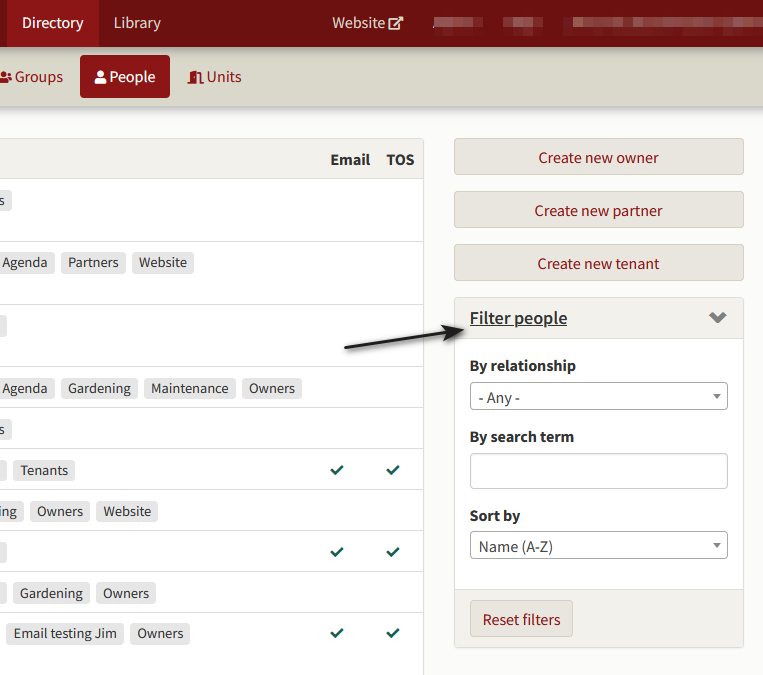 Directory Library Website
Groups People Units
Email TOS
Create new owner
Create new partner
Create new tenant
Filter people
By relationship
- Any -
By search term
Sort by
Name (A-Z)
Reset filters
s
Agenda Partners Website
Agenda Gardening Maintenance Owners
s
Tenants
ing Owners Website
Gardening Owners
Email testing Jim Owners